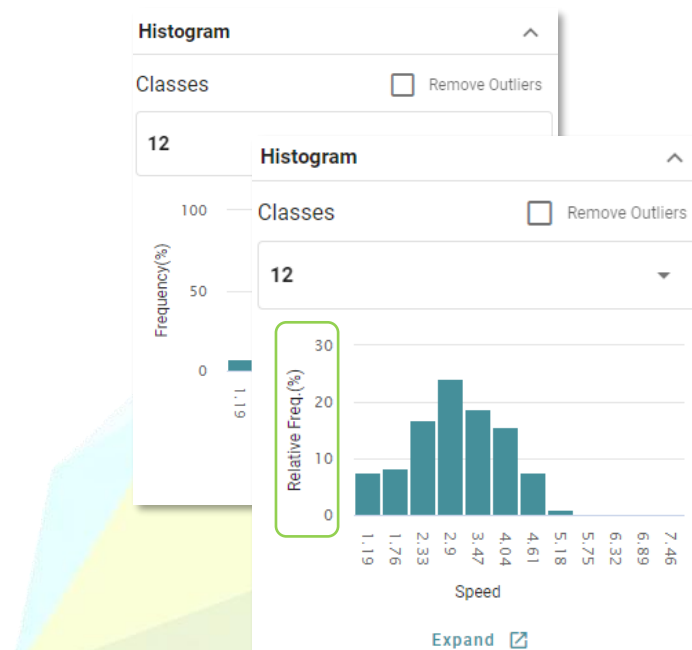 Histogram
Classes
Remove Outliers
12
100
50
0
Frequency(%)
1.19
Histogram
Classes
Remove Outliers
12
30
20
10
0
Relative Freq.(%)
1.19
1.76
2.33
2.9
3.47
4.04
4.61
5.18
5.75
6.32
6.89
7.46
Speed
Expand